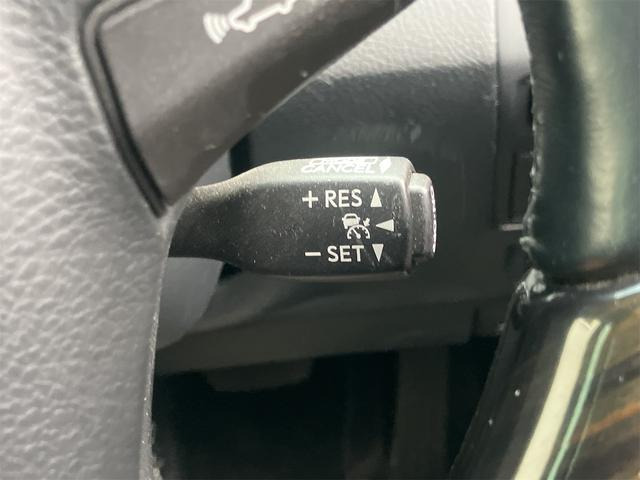 CANCEL
+ RES ▲
− SET ▼